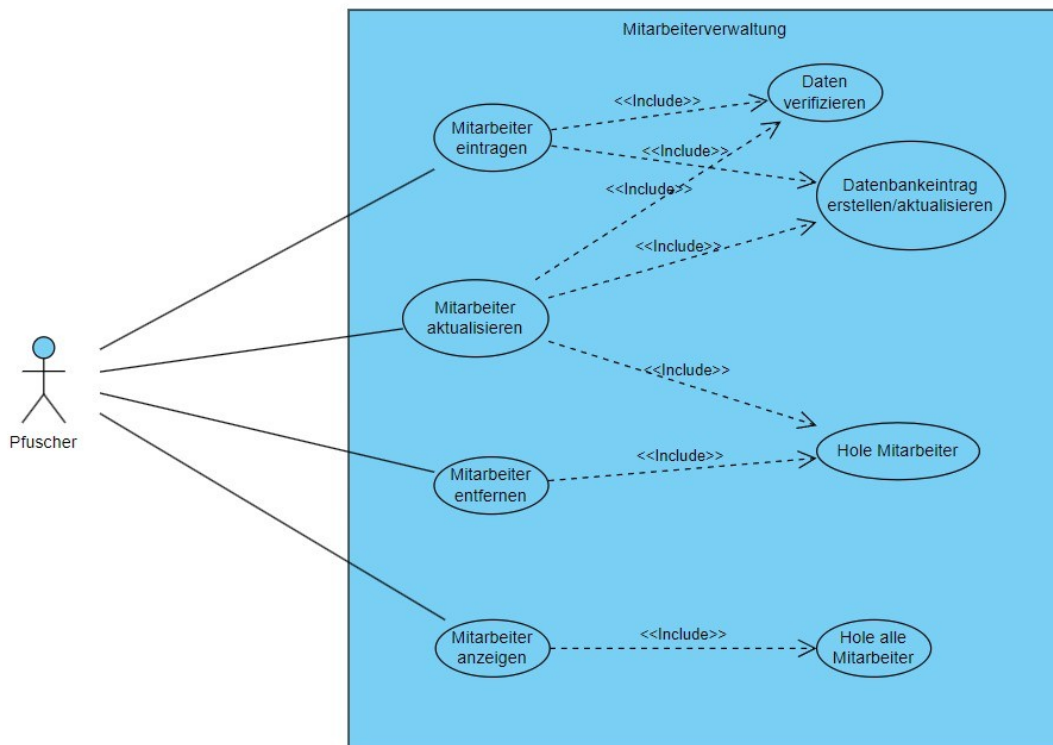 Mitarbeiterverwaltung
Daten
verifizieren
<<Include>>
Mitarbeiter
eintragen
<<Include>>
Datenbankeintrag
erstellen/aktualisieren
<<Include>>
<<Include>>
Mitarbeiter
aktualisieren
<<Include>>
Pfuscher
Hole Mitarbeiter
<<Include>>
Mitarbeiter
entfernen
<<Include>>
Mitarbeiter
anzeigen
Hole alle
Mitarbeiter